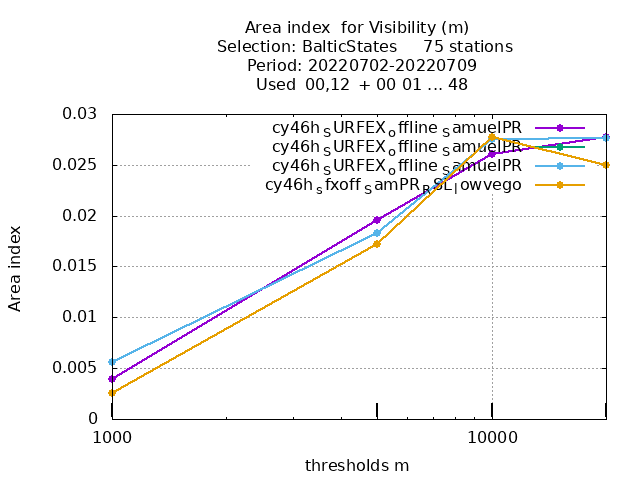 Area index for Visibility (m)
Selection: BalticStates 75 stations
Period: 20220702-20220709
Used 00,12 + 00 01 ... 48
0.03
0.025
0.02
0.015
0.01
0.005
0
Area index
cy46h_SURFEX_offline_SamuelPR
cy46h_SURFEX_offline_SamuelPR
cy46h_SURFEX_offline_SamuelPR
cy46h_sfxoff_SamPR_RSL_lowvego
1000
10000
thresholds m